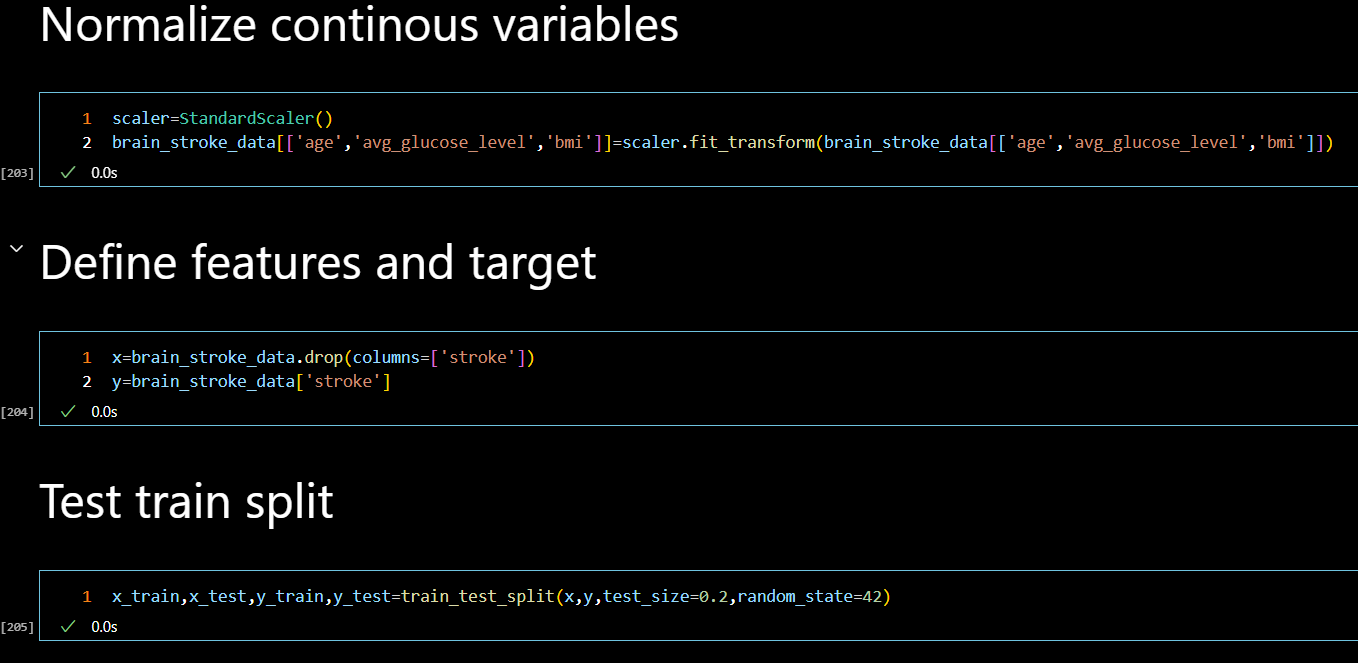 Normalize continous variables
1 scaler=StandardScaler()
2 brain_stroke_data[['age','avg_glucose_level','bmi']]=scaler.fit_transform(brain_stroke_data[['age','avg_glucose_level','bmi']])
[203] ✓ 0.0s
Define features and target
1 x=brain_stroke_data.drop(columns=['stroke'])
2 y=brain_stroke_data['stroke']
[204] ✓ 0.0s
Test train split
1 x_train,x_test,y_train,y_test=train_test_split(x,y,test_size=0.2,random_state=42)
[205] ✓ 0.0s